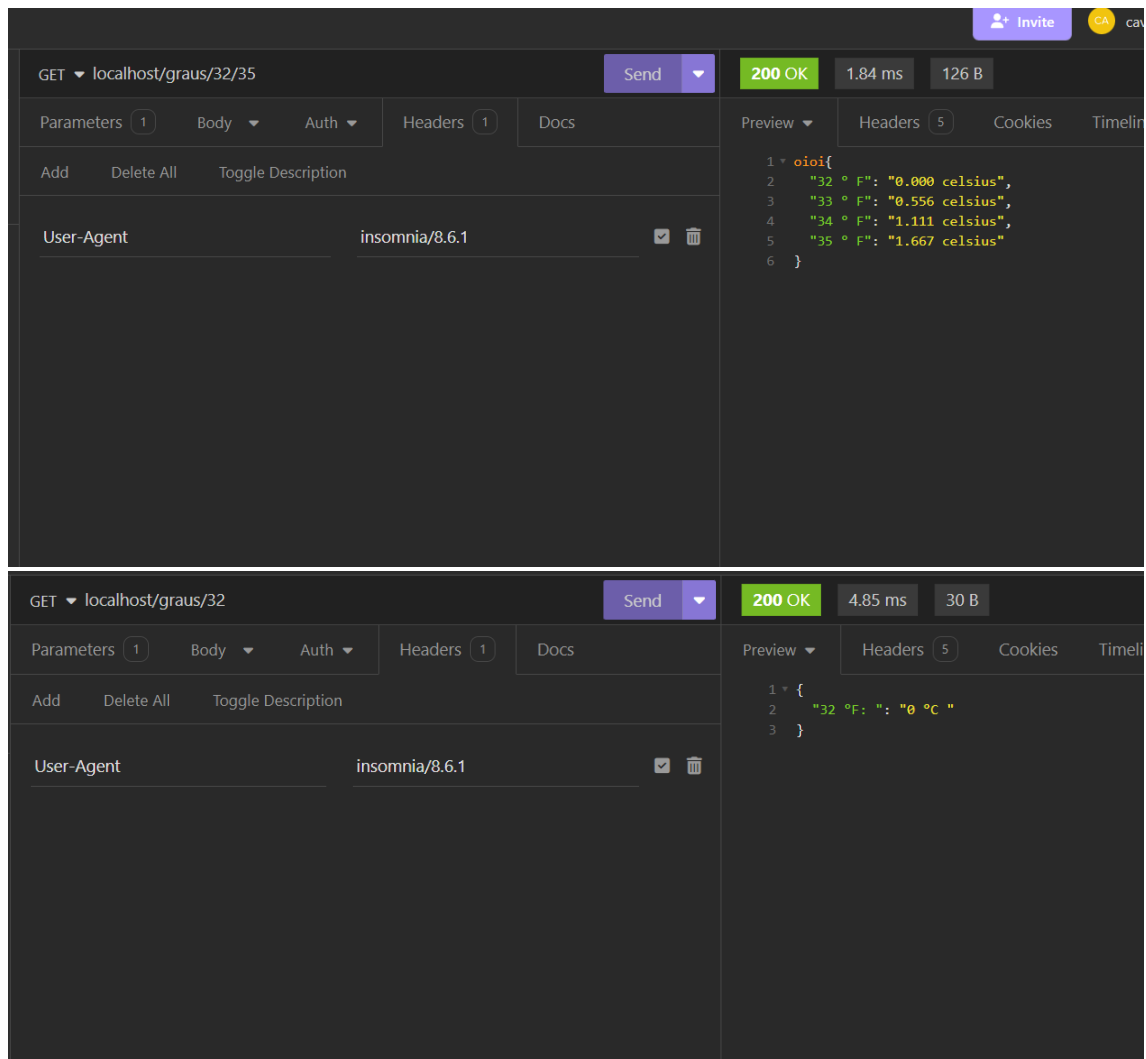 Invite CA cav
GET localhost/graus/32/35 Send 200 OK 1.84 ms 126 B
Parameters 1 Body Auth Headers 1 Docs Preview Headers 5 Cookies Timelin
Add Delete All Toggle Description
User-Agent insomnia/8.6.1
1 oioi{
2 "32 ° F": "0.000 celsius",
3 "33 ° F": "0.556 celsius",
4 "34 ° F": "1.111 celsius",
5 "35 ° F": "1.667 celsius"
6 }
GET localhost/graus/32 Send 200 OK 4.85 ms 30 B
Parameters 1 Body Auth Headers 1 Docs Preview Headers 5 Cookies Timeli
Add Delete All Toggle Description
User-Agent insomnia/8.6.1
1 {
2 "32 ºF: ": "0 ºC "
3 }